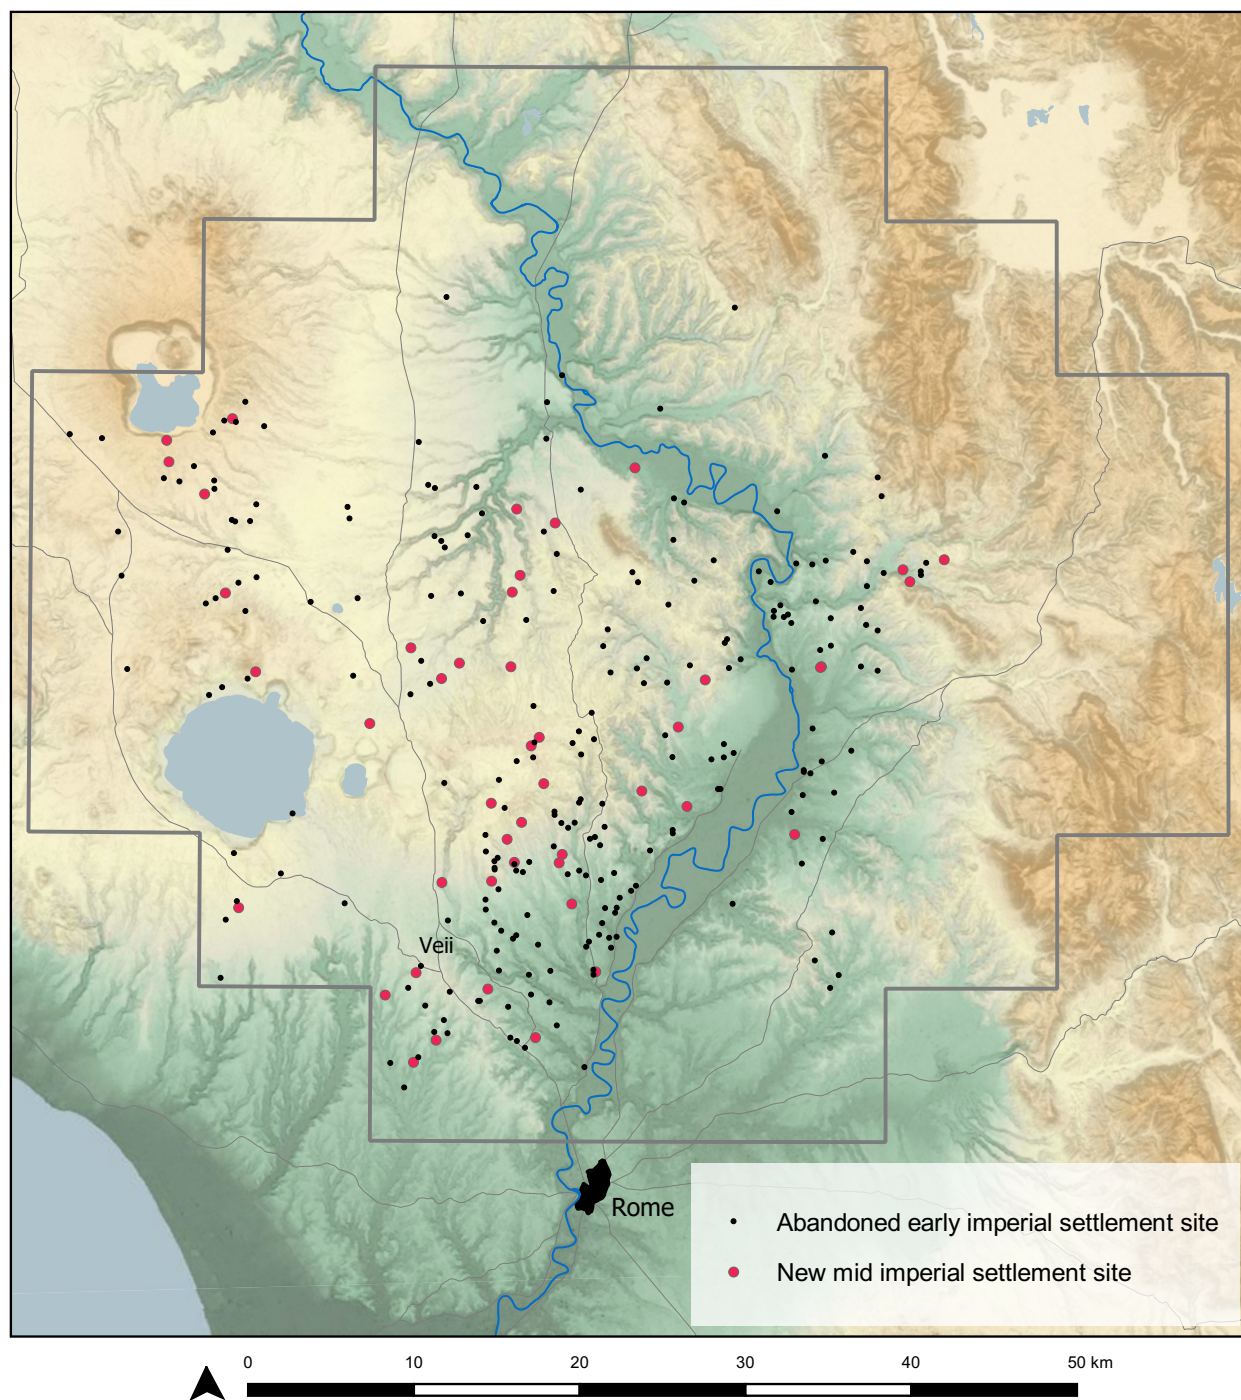 Veii
Rome
Abandoned early imperial settlement site
New mid imperial settlement site
0 10 20 30 40 50 km